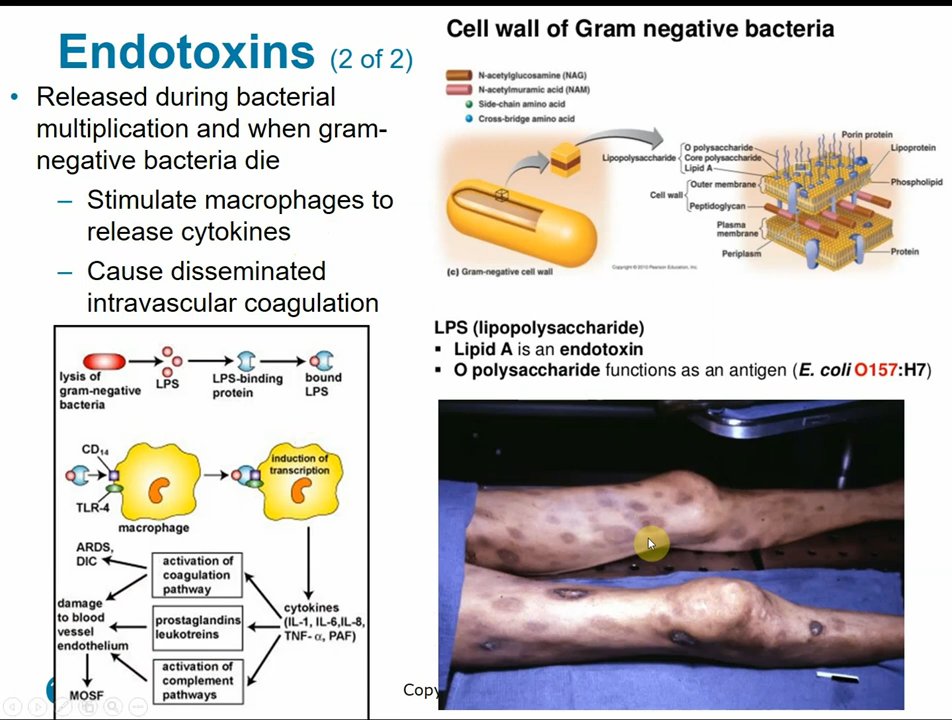 Endotoxins (2 of 2)
• Released during bacterial
multiplication and when gram-
negative bacteria die
– Stimulate macrophages to
release cytokines
– Cause disseminated
intravascular coagulation
lysis of
gram-negative
bacteria
LPS
LPS-binding
protein
bound
LPS
CD14
TLR-4
macrophage
induction of
transcription
ARDS,
DIC
activation of
coagulation
pathway
damage
to blood
vessel
endothelium
prostaglandins
leukotreins
cytokines
(IL-1, IL-6,IL-8,
TNF- α, PAF)
activation of
complement
pathways
MOSF
Copy
Cell wall of Gram negative bacteria
N-acetylglucosamine (NAG)
N-acetylmuramic acid (NAM)
Side-chain amino acid
Cross-bridge amino acid
Lipopolysaccharide
O polysaccharide
Core polysaccharide
Lipid A
Cell wall
Outer membrane
Peptidoglycan
Plasma
membrane
Periplasm
Porin protein
Lipoprotein
Phospholipid
Protein
(c) Gram-negative cell wall
Copyright © 2010 Pearson Education, Inc.
LPS (lipopolysaccharide)
▪ Lipid A is an endotoxin
▪ O polysaccharide functions as an antigen (E. coli O157:H7)